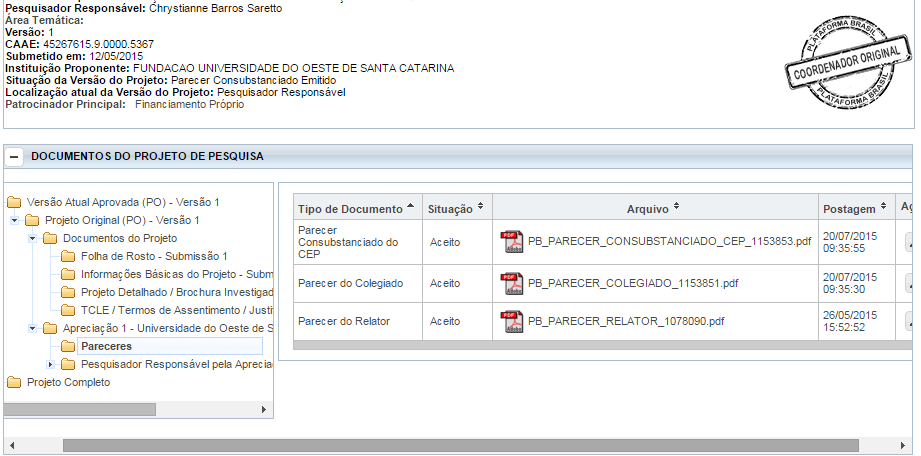 Pesquisador Responsável: Chrystianne Barros Saretto
Área Temática:
Versão: 1
CAAE: 45267615.9.0000.5367
Submetido em: 12/05/2015
Instituição Proponente: FUNDACAO UNIVERSIDADE DO OESTE DE SANTA CATARINA
Situação da Versão do Projeto: Parecer Consubstanciado Emitido
Localização atual da Versão do Projeto: Pesquisador Responsável
Patrocinador Principal: Financiamento Próprio
PLATAFORMA BRASIL
COORDENADOR ORIGINAL
PLATAFORMA BRASIL
DOCUMENTOS DO PROJETO DE PESQUISA
Versão Atual Aprovada (PO) - Versão 1
Projeto Original (PO) - Versão 1
Documentos do Projeto
Folha de Rosto - Submissão 1
Informações Básicas do Projeto - Subm
Projeto Detalhado / Brochura Investigad
TCLE / Termos de Assentimento / Justi
Apreciação 1 - Universidade do Oeste de S
Pareceres
Pesquisador Responsável pela Aprecia
Projeto Completo
Tipo de Documento Situação Arquivo Postagem
Parecer
Consubstanciado do
CEP
Aceito
PDF
Adobe
PB_PARECER_CONSUBSTANCIADO_CEP_1153853.pdf
20/07/2015
09:35:55
Parecer do Colegiado
Aceito
PDF
Adobe
PB_PARECER_COLEGIADO_1153851.pdf
20/07/2015
09:35:30
Parecer do Relator
Aceito
PDF
Adobe
PB_PARECER_RELATOR_1078090.pdf
26/05/2015
15:52:52